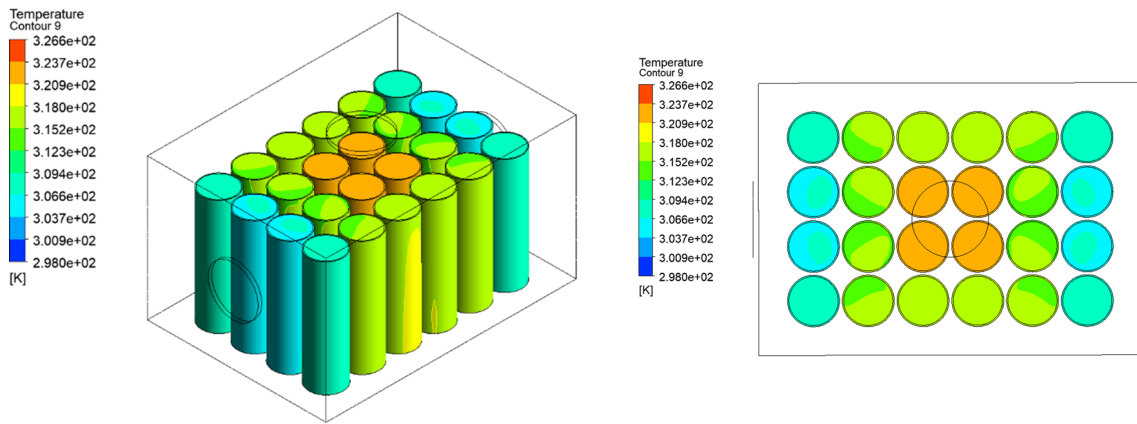 Temperature
Contour 9
3.266e+02
3.237e+02
3.209e+02
3.180e+02
3.152e+02
3.123e+02
3.094e+02
3.066e+02
3.037e+02
3.009e+02
2.980e+02
[K]
Temperature
Contour 9
3.266e+02
3.237e+02
3.209e+02
3.180e+02
3.152e+02
3.123e+02
3.094e+02
3.066e+02
3.037e+02
3.009e+02
2.980e+02
[K]